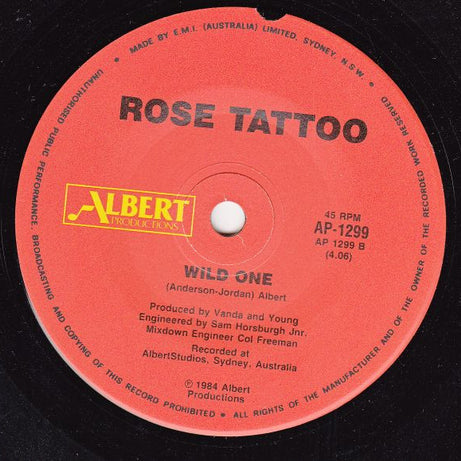 • MADE BY E.M.I. (AUSTRALIA) LIMITED, SYDNEY, N.S.W. •
ALL RIGHTS OF THE MANUFACTURER AND OF THE OWNER OF THE RECORDED WORK RESERVED
UNAUTHORISED PUBLIC PERFORMANCE, BROADCASTING AND COPYING OF THIS RECORD PROHIBITED •
ROSE TATTOO
ALBERT
PRODUCTIONS
45 RPM
AP-1299
AP 1299 B
(4.06)
WILD ONE
(Anderson-Jordan) Albert
Produced by Vanda and Young
Engineered by Sam Horsburgh Jnr.
Mixdown Engineer Col Freeman
Recorded at
AlbertStudios, Sydney, Australia
℗ 1984 Albert
Productions